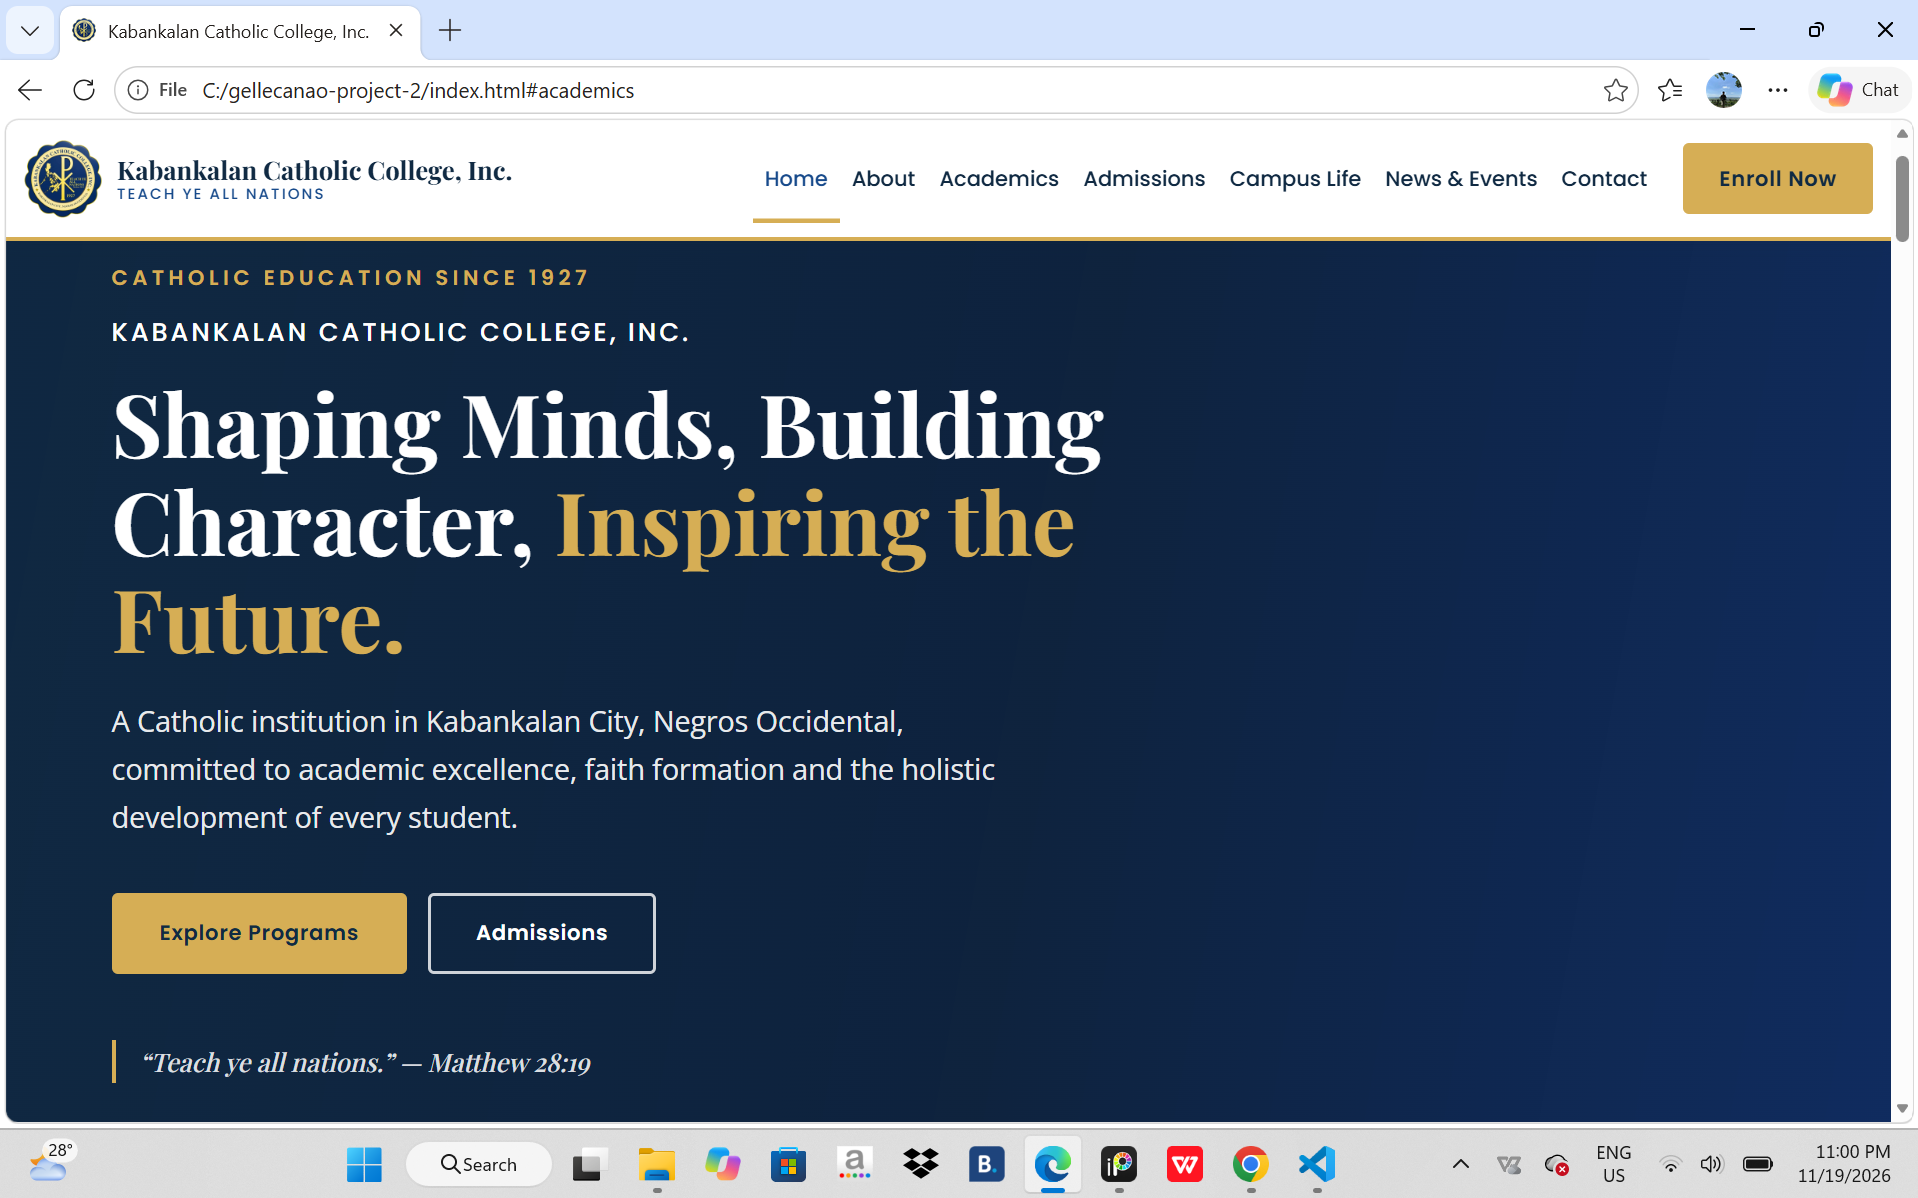 Kabankalan Catholic College, Inc.
File C:/gellecanao-project-2/index.html#academics
Chat
Kabankalan Catholic College, Inc.
TEACH YE ALL NATIONS
Home About Academics Admissions Campus Life News & Events Contact Enroll Now
CATHOLIC EDUCATION SINCE 1927
KABANKALAN CATHOLIC COLLEGE, INC.
Shaping Minds, Building
Character, Inspiring the
Future.
A Catholic institution in Kabankalan City, Negros Occidental,
committed to academic excellence, faith formation and the holistic
development of every student.
Explore Programs Admissions
“Teach ye all nations.” — Matthew 28:19
28°
Search
a
B.
ENG
US
11:00 PM
11/19/2026